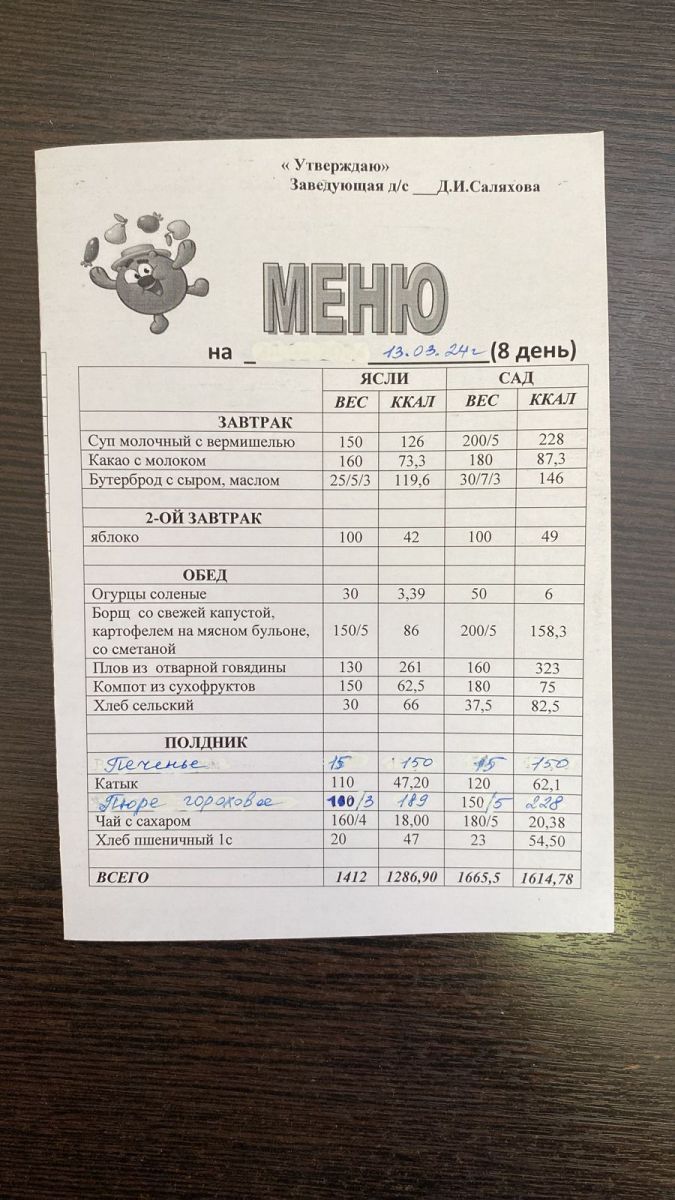 « Утверждаю»
Заведующая д/с ___Д.И.Саляхова
МЕНЮ
на _ 13.03.24г (8 день)
ЯСЛИ САД
ВЕС ККАЛ ВЕС ККАЛ
ЗАВТРАК
Суп молочный с вермишелью 150 126 200/5 228
Какао с молоком 160 73,3 180 87,3
Бутерброд с сыром, маслом 25/5/3 119,6 30/7/3 146
2-ОЙ ЗАВТРАК
яблоко 100 42 100 49
ОБЕД
Огурцы соленые 30 3,39 50 6
Борщ со свежей капустой,
картофелем на мясном бульоне, 150/5 86 200/5 158,3
со сметаной
Плов из отварной говядины 130 261 160 323
Компот из сухофруктов 150 62,5 180 75
Хлеб сельский 30 66 37,5 82,5
ПОЛДНИК
Печенье 15 150 15 150
Катык 110 47,20 120 62,1
Пюре гороховое 100/3 189 150/5 228
Чай с сахаром 160/4 18,00 180/5 20,38
Хлеб пшеничный 1с 20 47 23 54,50
ВСЕГО 1412 1286,90 1665,5 1614,78